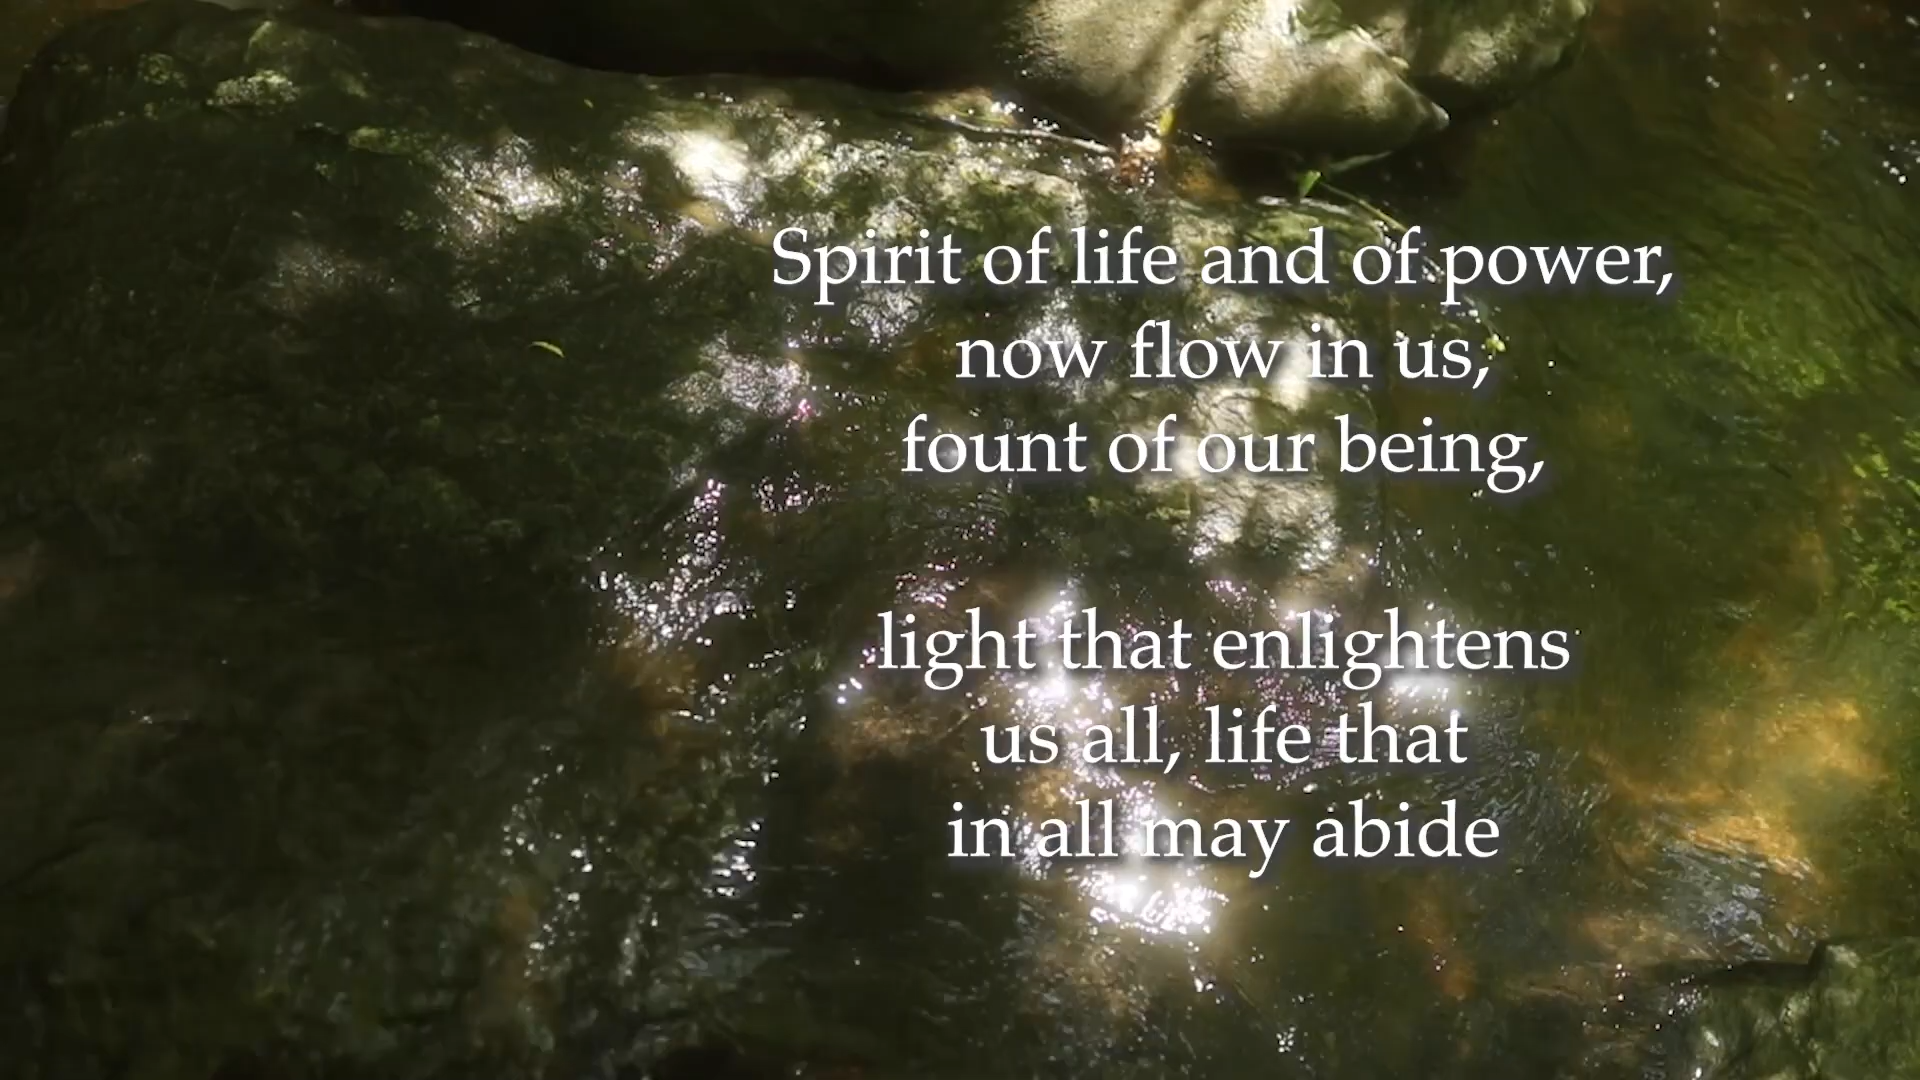 Spirit of life and of power,
now flow in us,
fount of our being,
light that enlightens
us all, life that
in all may abide